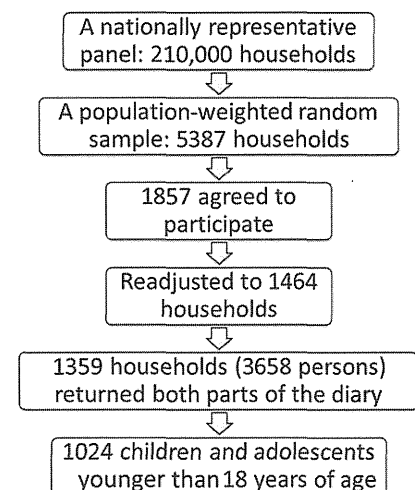 A nationally representative
panel: 210,000 households
A population-weighted random
sample: 5387 households
1857 agreed to
participate
Readjusted to 1464
households
1359 households (3658 persons)
returned both parts of the diary
1024 children and adolescents
younger than 18 years of age